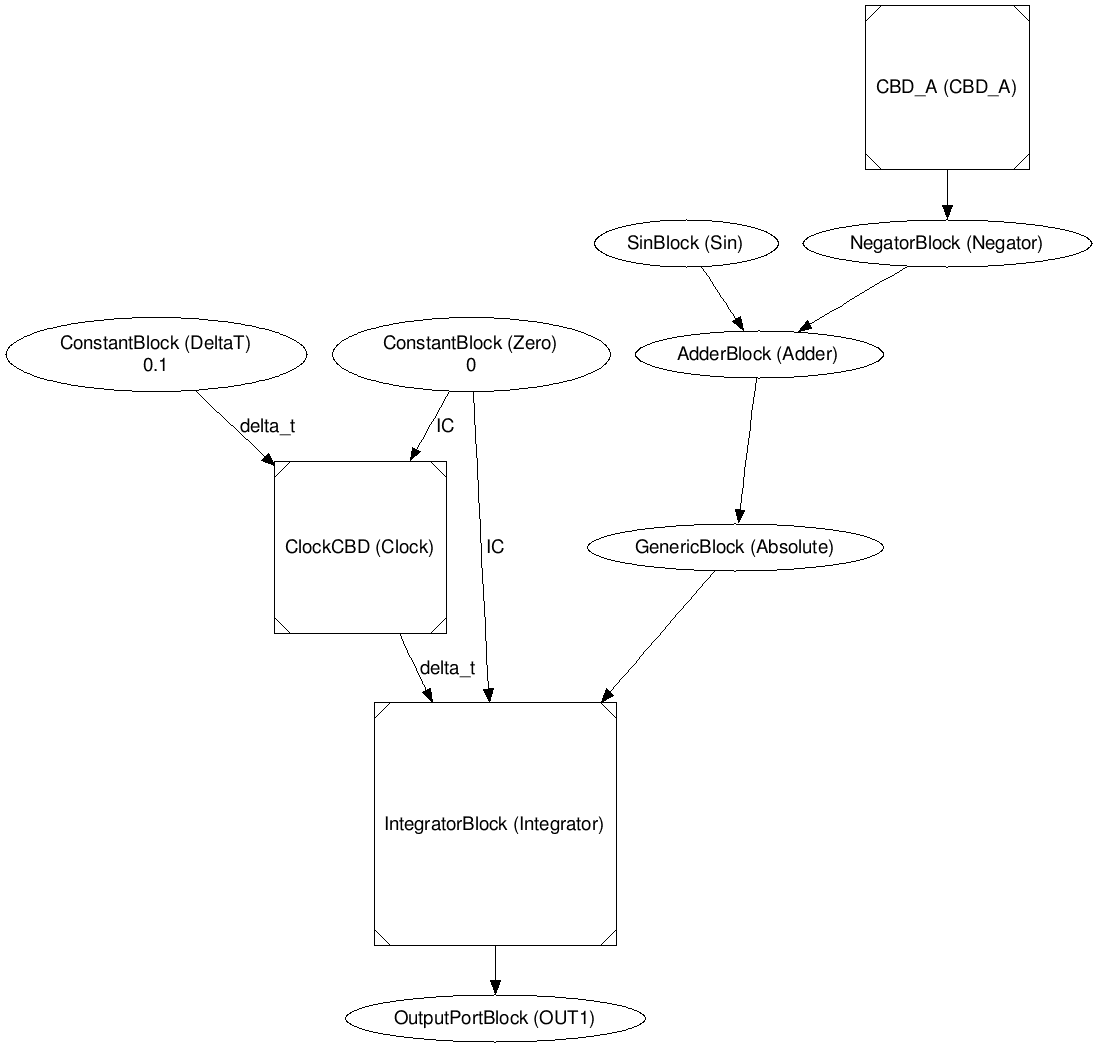 CBD_A (CBD_A)
SinBlock (Sin)
NegatorBlock (Negator)
ConstantBlock (DeltaT)
0.1
ConstantBlock (Zero)
0
AdderBlock (Adder)
delta_t
IC
ClockCBD (Clock)
IC
GenericBlock (Absolute)
delta_t
IntegratorBlock (Integrator)
OutputPortBlock (OUT1)